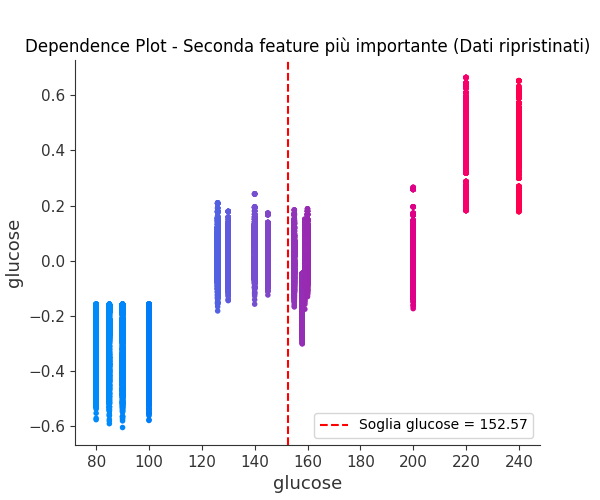 Dependence Plot - Seconda feature più importante (Dati ripristinati)
0.6
0.4
0.2
0.0
−0.2
−0.4
−0.6
glucose
80 100 120 140 160 180 200 220 240
glucose
Soglia glucose = 152.57